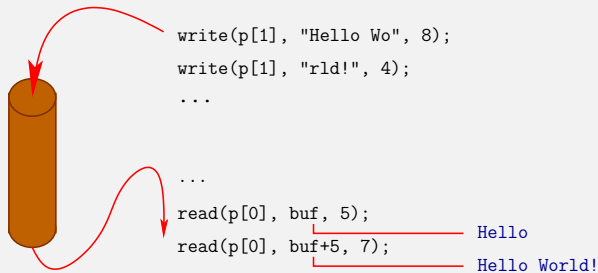 write(p[1], "Hello Wo", 8);
write(p[1], "rld!", 4);
...
...
read(p[0], buf, 5);
Hello
read(p[0], buf+5, 7);
Hello World!